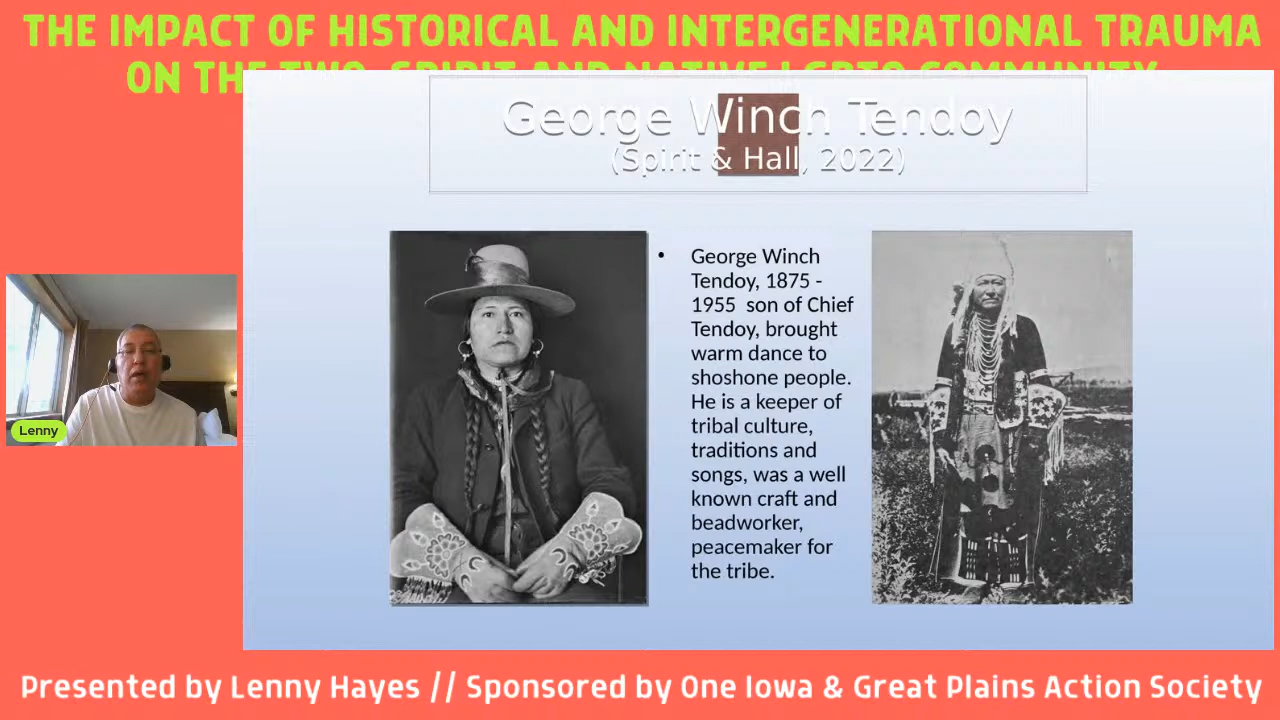 THE IMPACT OF HISTORICAL AND INTERGENERATIONAL TRAUMA
ON THE TWO-SPIRIT AND NATIVE LGBTQ COMMUNITY
George Winch Tendoy
(Spirit & Hall, 2022)
• George Winch
Tendoy, 1875 -
1955 son of Chief
Tendoy, brought
warm dance to
shoshone people.
He is a keeper of
tribal culture,
traditions and
songs, was a well
known craft and
beadworker,
peacemaker for
the tribe.
Lenny
Presented by Lenny Hayes // Sponsored by One Iowa & Great Plains Action Society